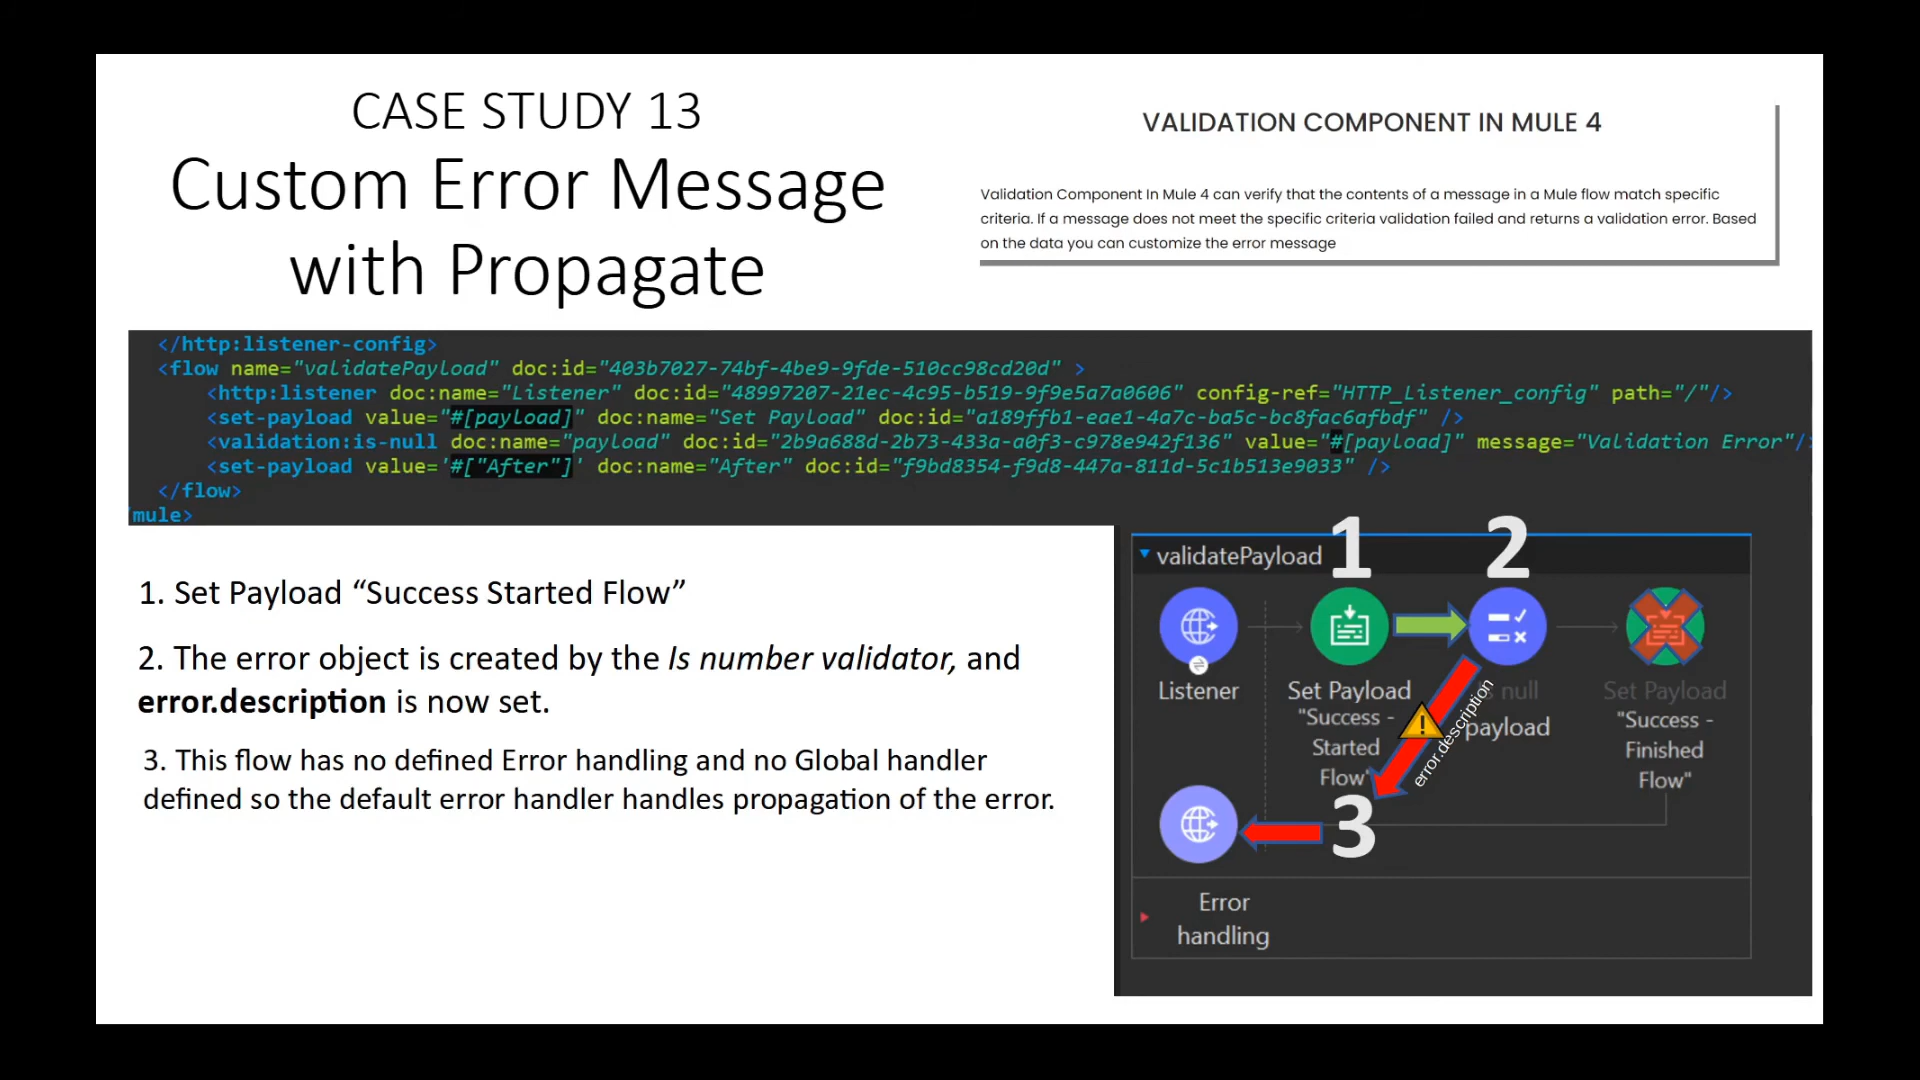 CASE STUDY 13
Custom Error Message
with Propagate
VALIDATION COMPONENT IN MULE 4
Validation Component In Mule 4 can verify that the contents of a message in a Mule flow match specific
criteria. If a message does not meet the specific criteria validation failed and returns a validation error. Based
on the data you can customize the error message
</http:listener-config>
<flow name="validatePayload" doc:id="403b7027-74bf-4be9-9fde-510cc98cd20d" >
<http:listener doc:name="Listener" doc:id="48997207-21ec-4c95-b519-9f9e5a7a0606" config-ref="HTTP_Listener_config" path="/"/>
<set-payload value="#[payload]" doc:name="Set Payload" doc:id="a189ffb1-eae1-4a7c-ba5c-bc8fac6afbdf" />
<validation:is-null doc:name="payload" doc:id="2b9a688d-2b73-433a-a0f3-c978e942f136" value="#[payload]" message="Validation Error"/>
<set-payload value='#["After"]' doc:name="After" doc:id="f9bd8354-f9d8-447a-811d-5c1b513e9033" />
</flow>
mule>
1. Set Payload “Success Started Flow”
2. The error object is created by the Is number validator, and
error.description is now set.
3. This flow has no defined Error handling and no Global handler
defined so the default error handler handles propagation of the error.
validatePayload
1
2
Listener
Set Payload
"Success -
Started
Flow"
null
payload
error.description
Set Payload
"Success -
Finished
Flow"
3
Error
handling